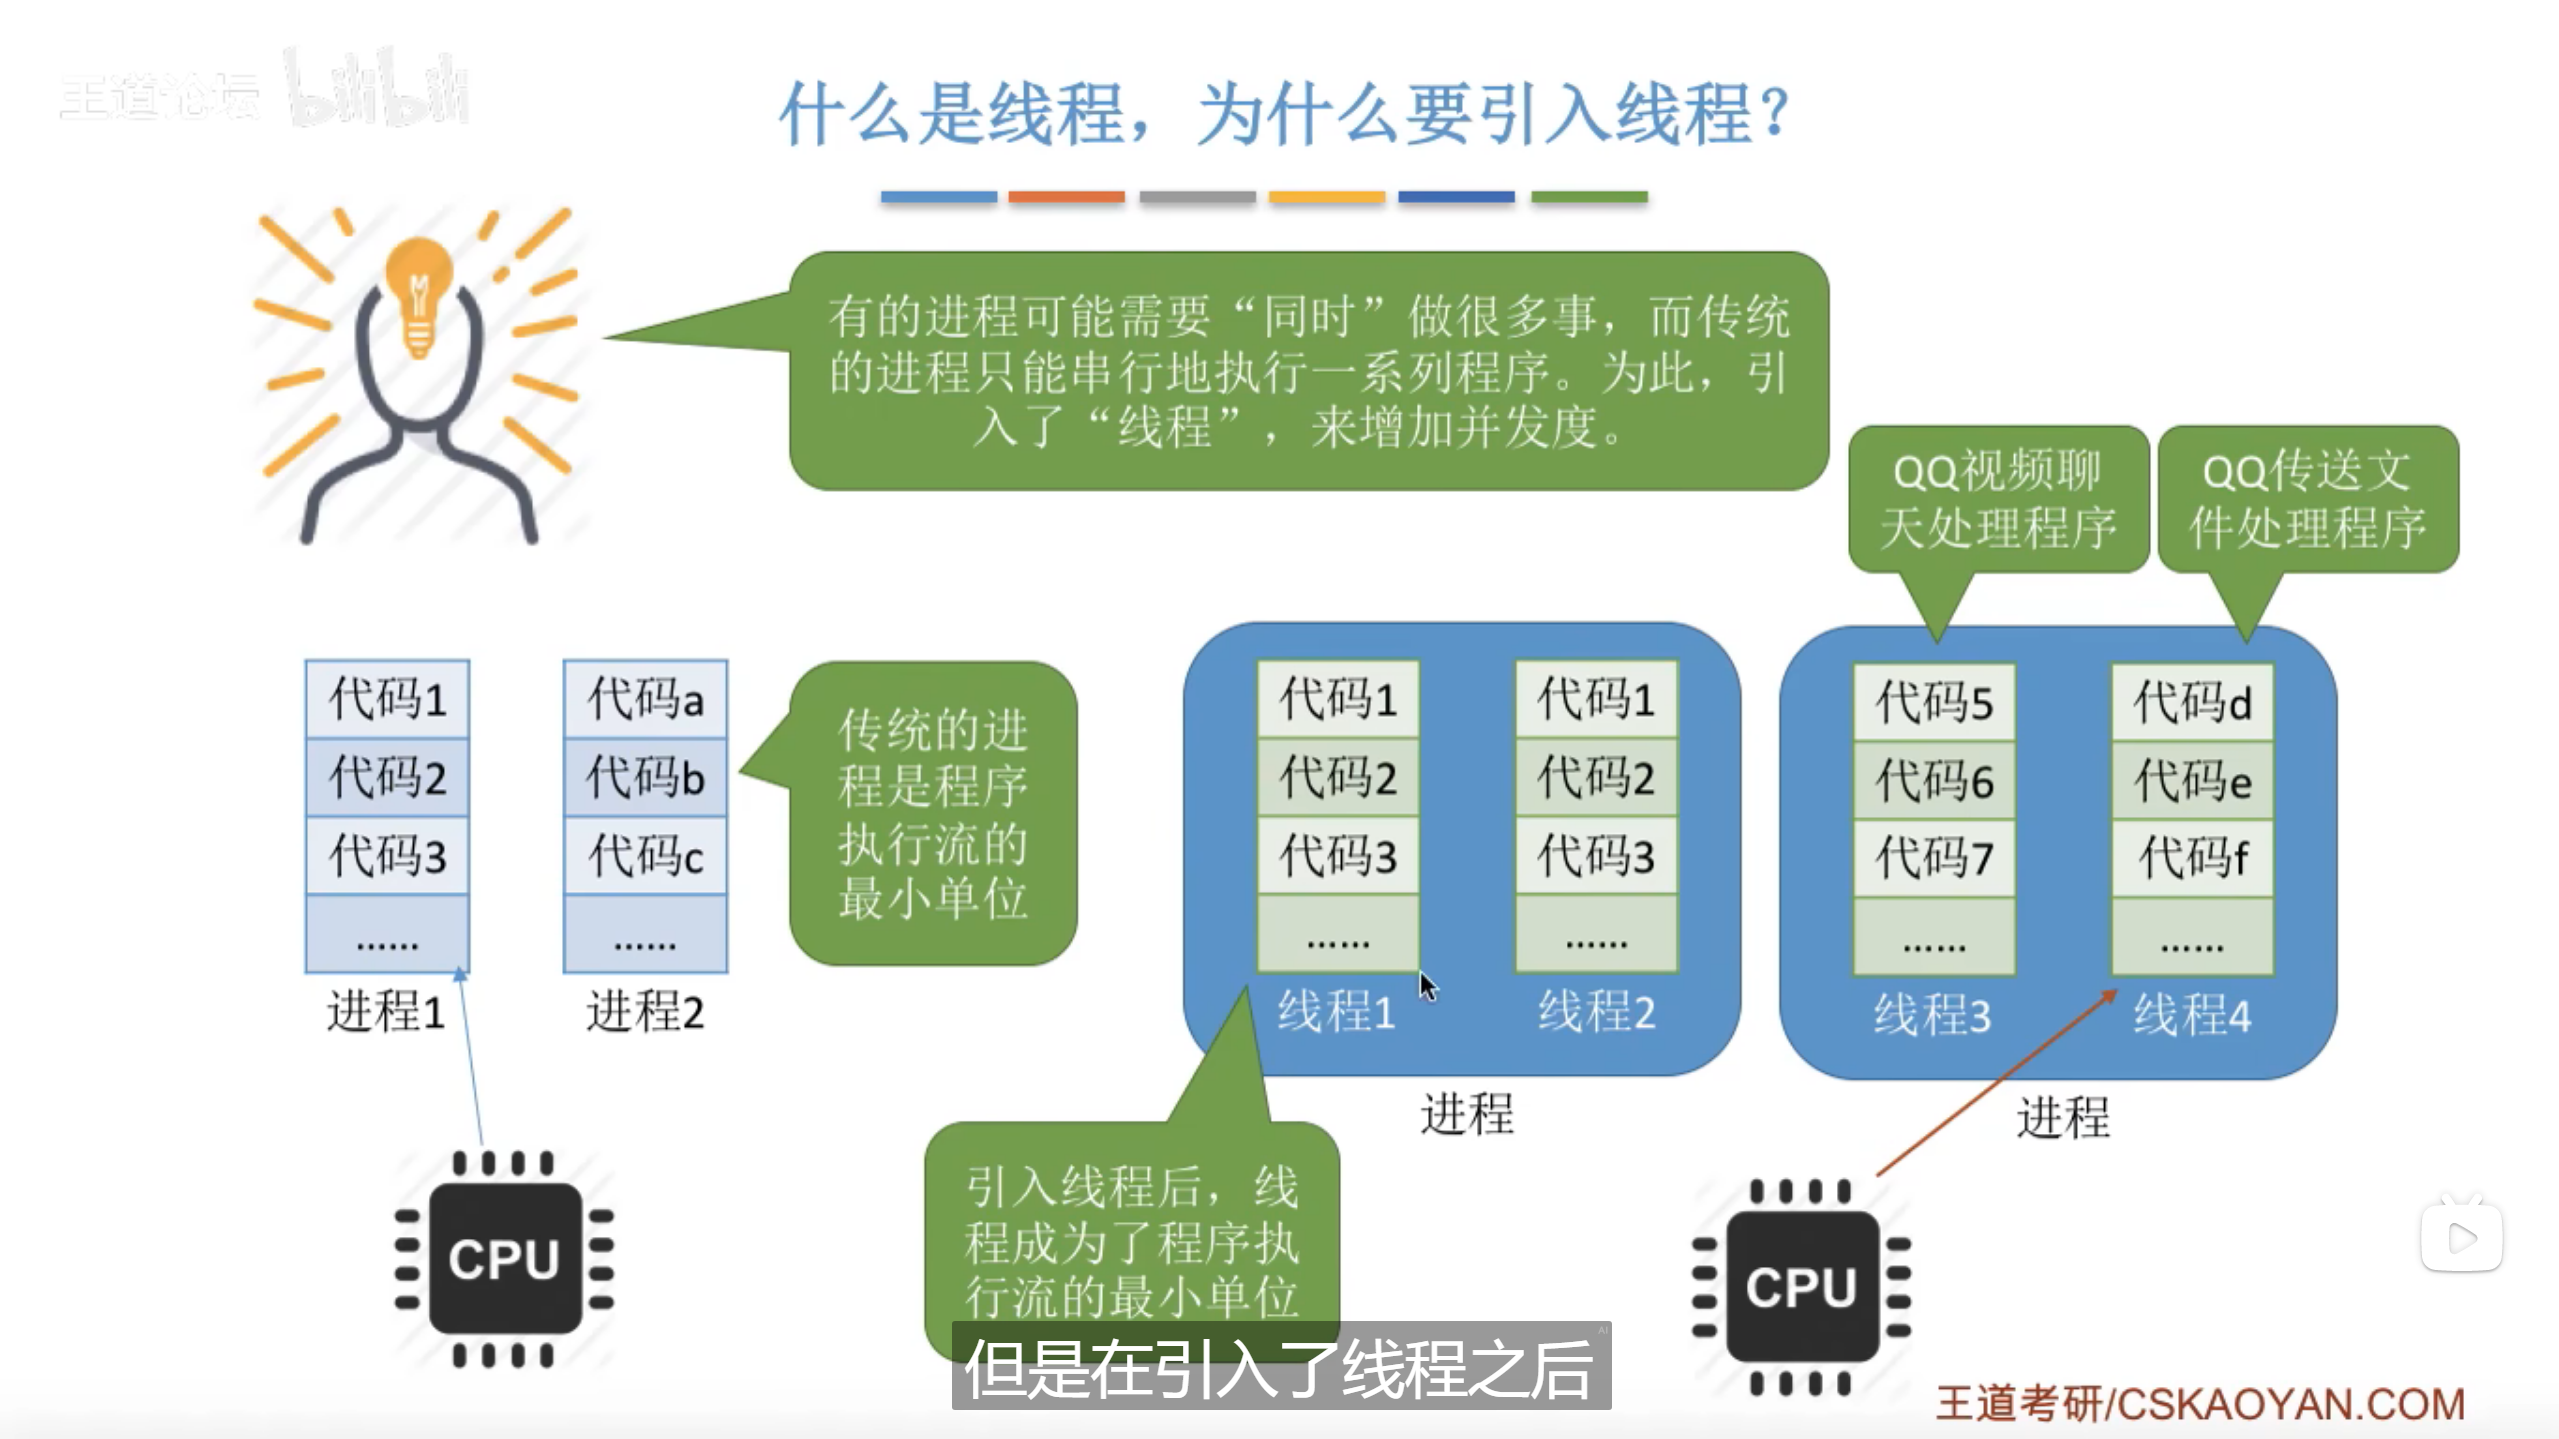 王道论坛 bilibili
什么是线程，为什么要引入线程？
有的进程可能需要“同时”做很多事，而传统
的进程只能串行地执行一系列程序。为此，引
入了“线程”，来增加并发度。
QQ视频聊
天处理程序
QQ传送文
件处理程序
代码1
代码2
代码3
……
进程1
代码a
代码b
代码c
……
进程2
传统的进
程是程序
执行流的
最小单位
代码1
代码2
代码3
……
线程1
代码1
代码2
代码3
……
线程2
进程
代码5
代码6
代码7
……
线程3
代码d
代码e
代码f
……
线程4
进程
CPU
引入线程后，线
程成为了程序执
行流的最小单位
CPU
AI
但是在引入了线程之后
王道考研/CSKAOYAN.COM